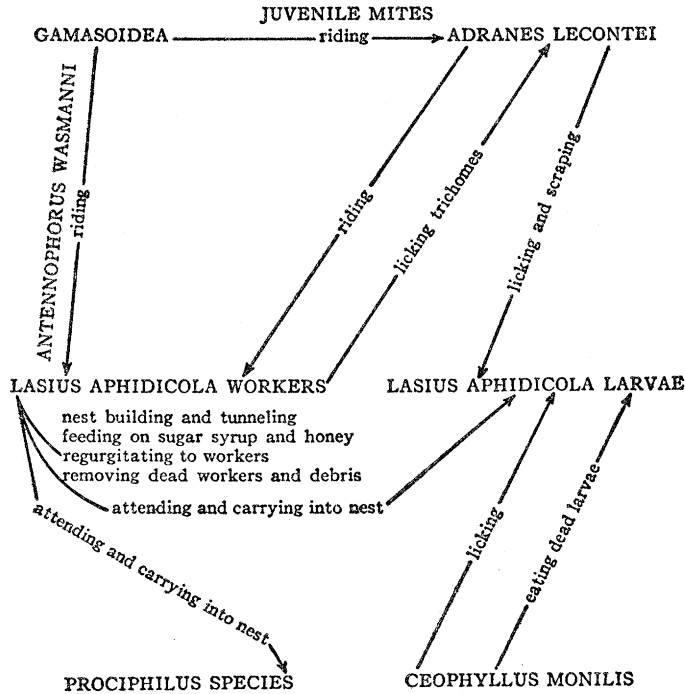 JUVENILE MITES
GAMASOIDEA riding ADRANES LECONTEI
ANTENNOPHORUS WASMANNI
riding
riding
licking trichomes
licking and scraping
LASIUS APHIDICOLA WORKERS
LASIUS APHIDICOLA LARVAE
nest building and tunneling
feeding on sugar syrup and honey
regurgitating to workers
removing dead workers and debris
attending and carrying into nest
attending and carrying into nest
licking
eating dead larvae
PROCIPHILUS SPECIES
CEOPHYLLUS MONILIS